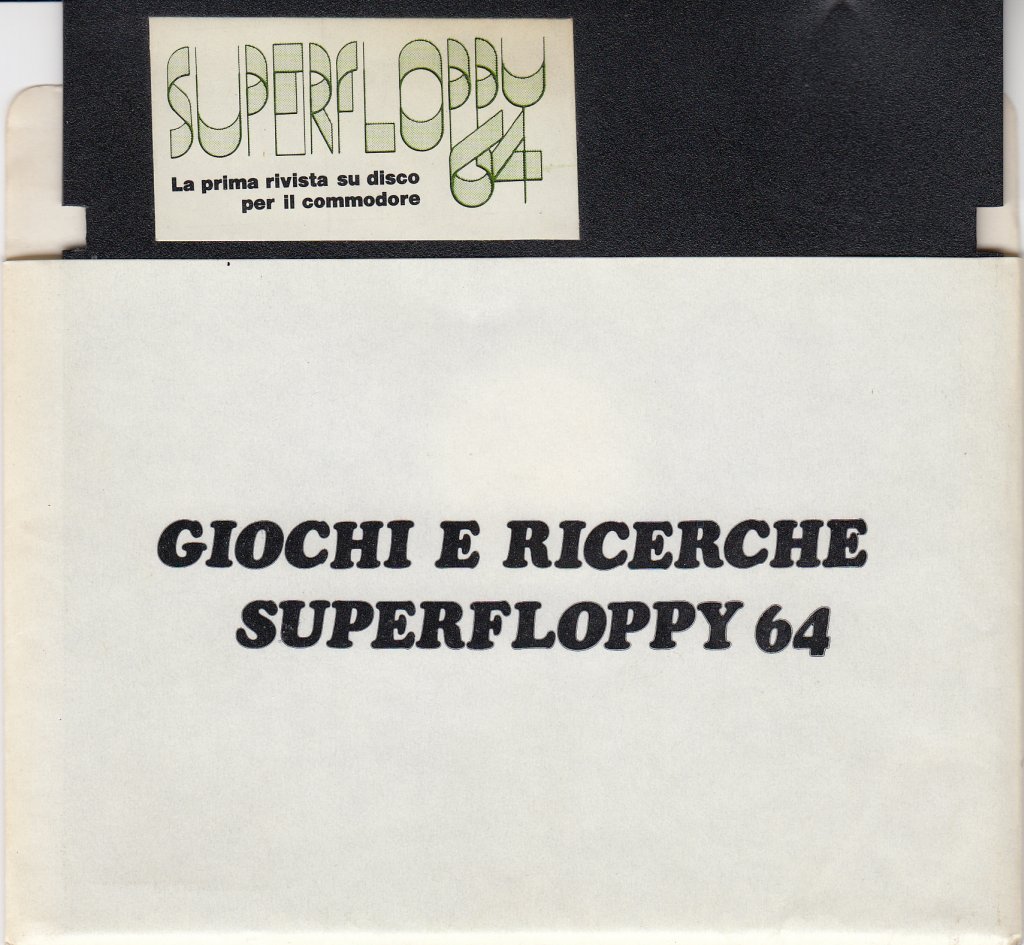 SUPERFLOPPY
64
La prima rivista su disco
per il commodore
GIOCHI E RICERCHE
SUPERFLOPPY 64